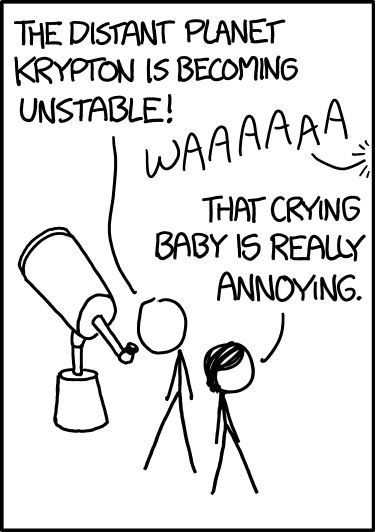 THE DISTANT PLANET
KRYPTON IS BECOMING
UNSTABLE!
WAAAAAA
THAT CRYING
BABY IS REALLY
ANNOYING.